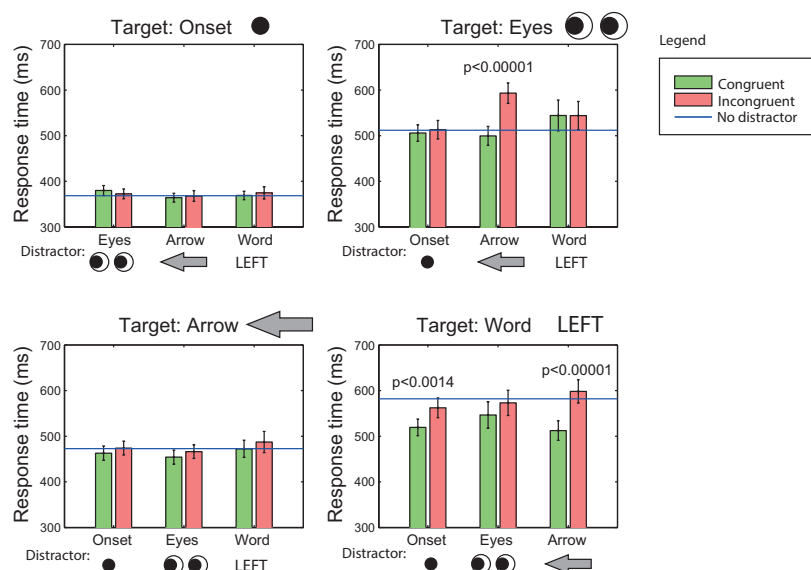 Target: Onset
Response time (ms)
700
600
500
400
300
Eyes Arrow Word
Distractor:
LEFT
Target: Eyes
Response time (ms)
700
600
500
400
300
p<0.00001
Onset Arrow Word
Distractor:
LEFT
Legend
Congruent
Incongruent
No distractor
Target: Arrow
Response time (ms)
700
600
500
400
300
Onset Eyes Word
Distractor:
LEFT
Target: Word LEFT
Response time (ms)
700
600
500
400
300
p<0.0014
p<0.00001
Onset Eyes Arrow
Distractor: